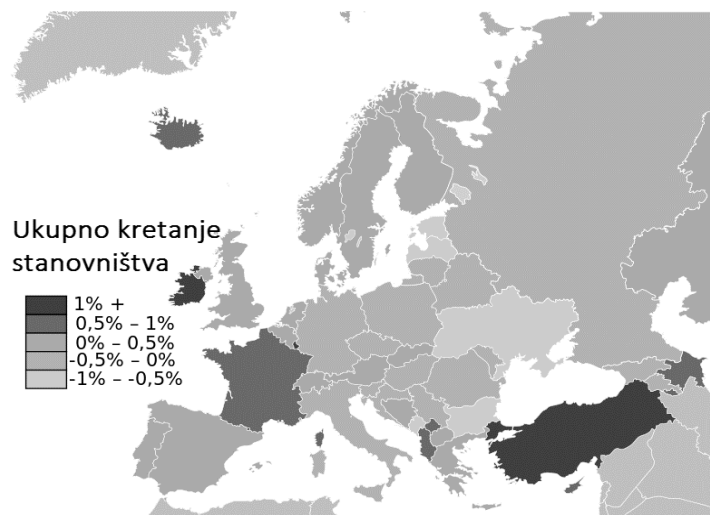 Ukupno kretanje
stanovništva
1% +
0,5% – 1%
0% – 0,5%
-0,5% – 0%
-1% – -0,5%